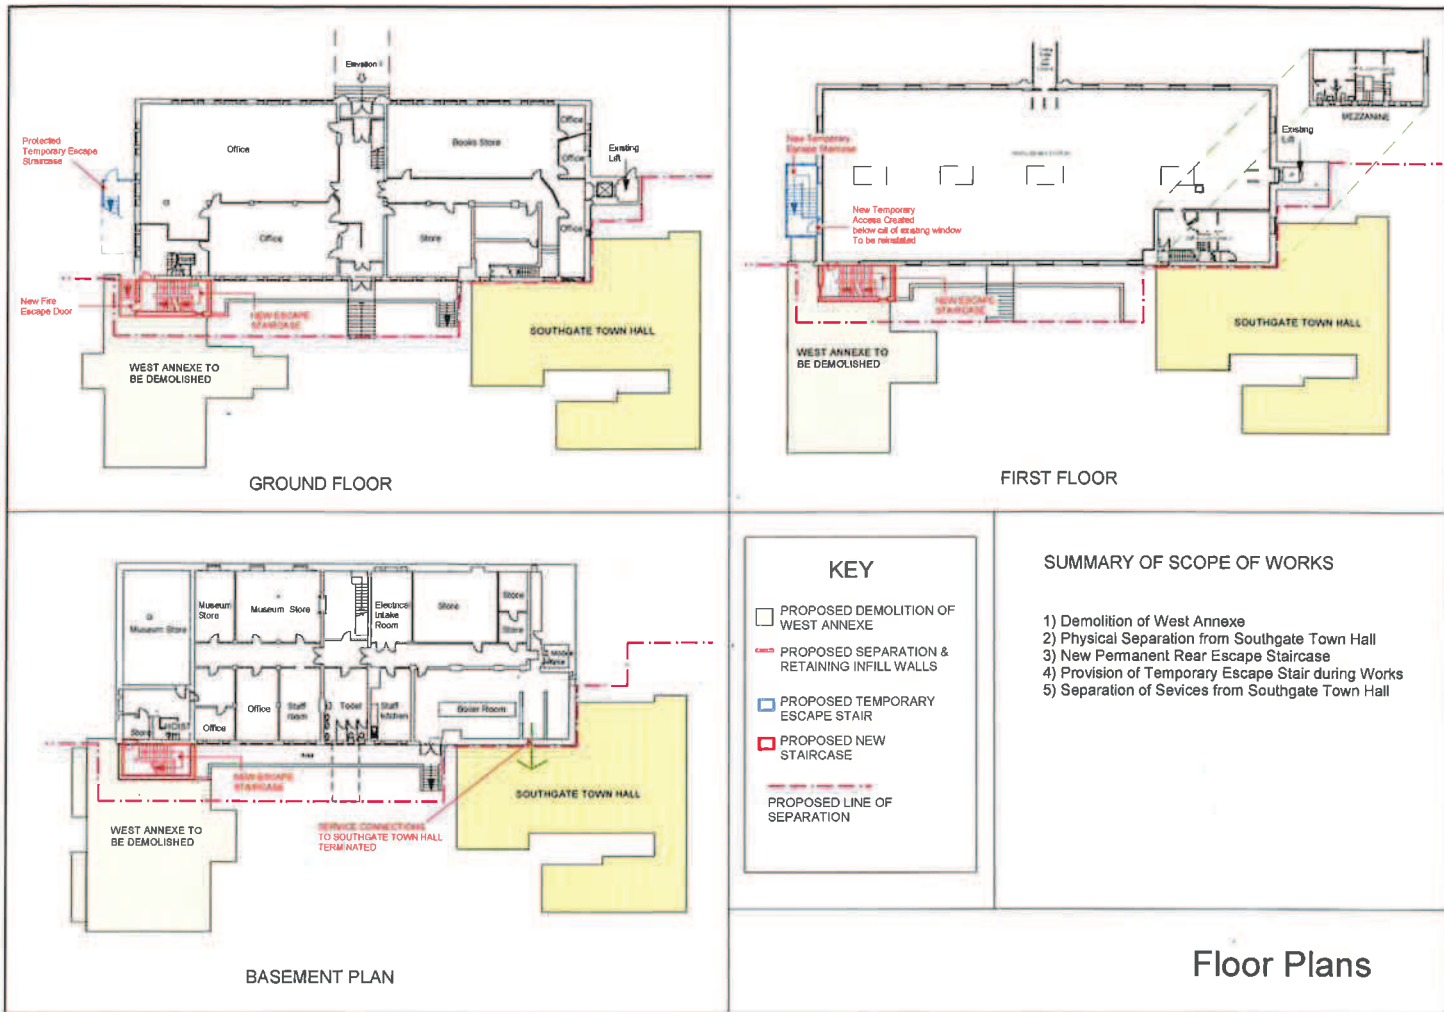 Elevation
Protected
Temporary Escape
Staircase
Office
Books Store
Office
Office
Existing
Lift
Office
Store
Office
New Fire
Escape Door
NEW ESCAPE
STAIRCASE
SOUTHGATE TOWN HALL
WEST ANNEXE TO
BE DEMOLISHED
GROUND FLOOR
MEZZANINE
New Temporary
Escape Staircase
Existing
Lift
New Temporary
Access Created
below cill of existing window
To be reinstated
NEW ESCAPE
STAIRCASE
SOUTHGATE TOWN HALL
WEST ANNEXE TO
BE DEMOLISHED
FIRST FLOOR
Museum Store
Museum
Store
Museum Store
Electrical
Intake
Room
Store
Store
Store
Store
Office
Office
Staff
room
Toilet
Staff
kitchen
Boiler Room
NEW ESCAPE
STAIRCASE
SOUTHGATE TOWN HALL
WEST ANNEXE TO
BE DEMOLISHED
SERVICE CONNECTIONS
TO SOUTHGATE TOWN HALL
TERMINATED
BASEMENT PLAN
KEY
PROPOSED DEMOLITION OF
WEST ANNEXE
PROPOSED SEPARATION &
RETAINING INFILL WALLS
PROPOSED TEMPORARY
ESCAPE STAIR
PROPOSED NEW
STAIRCASE
PROPOSED LINE OF
SEPARATION
SUMMARY OF SCOPE OF WORKS
1) Demolition of West Annexe
2) Physical Separation from Southgate Town Hall
3) New Permanent Rear Escape Staircase
4) Provision of Temporary Escape Stair during Works
5) Separation of Sevices from Southgate Town Hall
Floor Plans